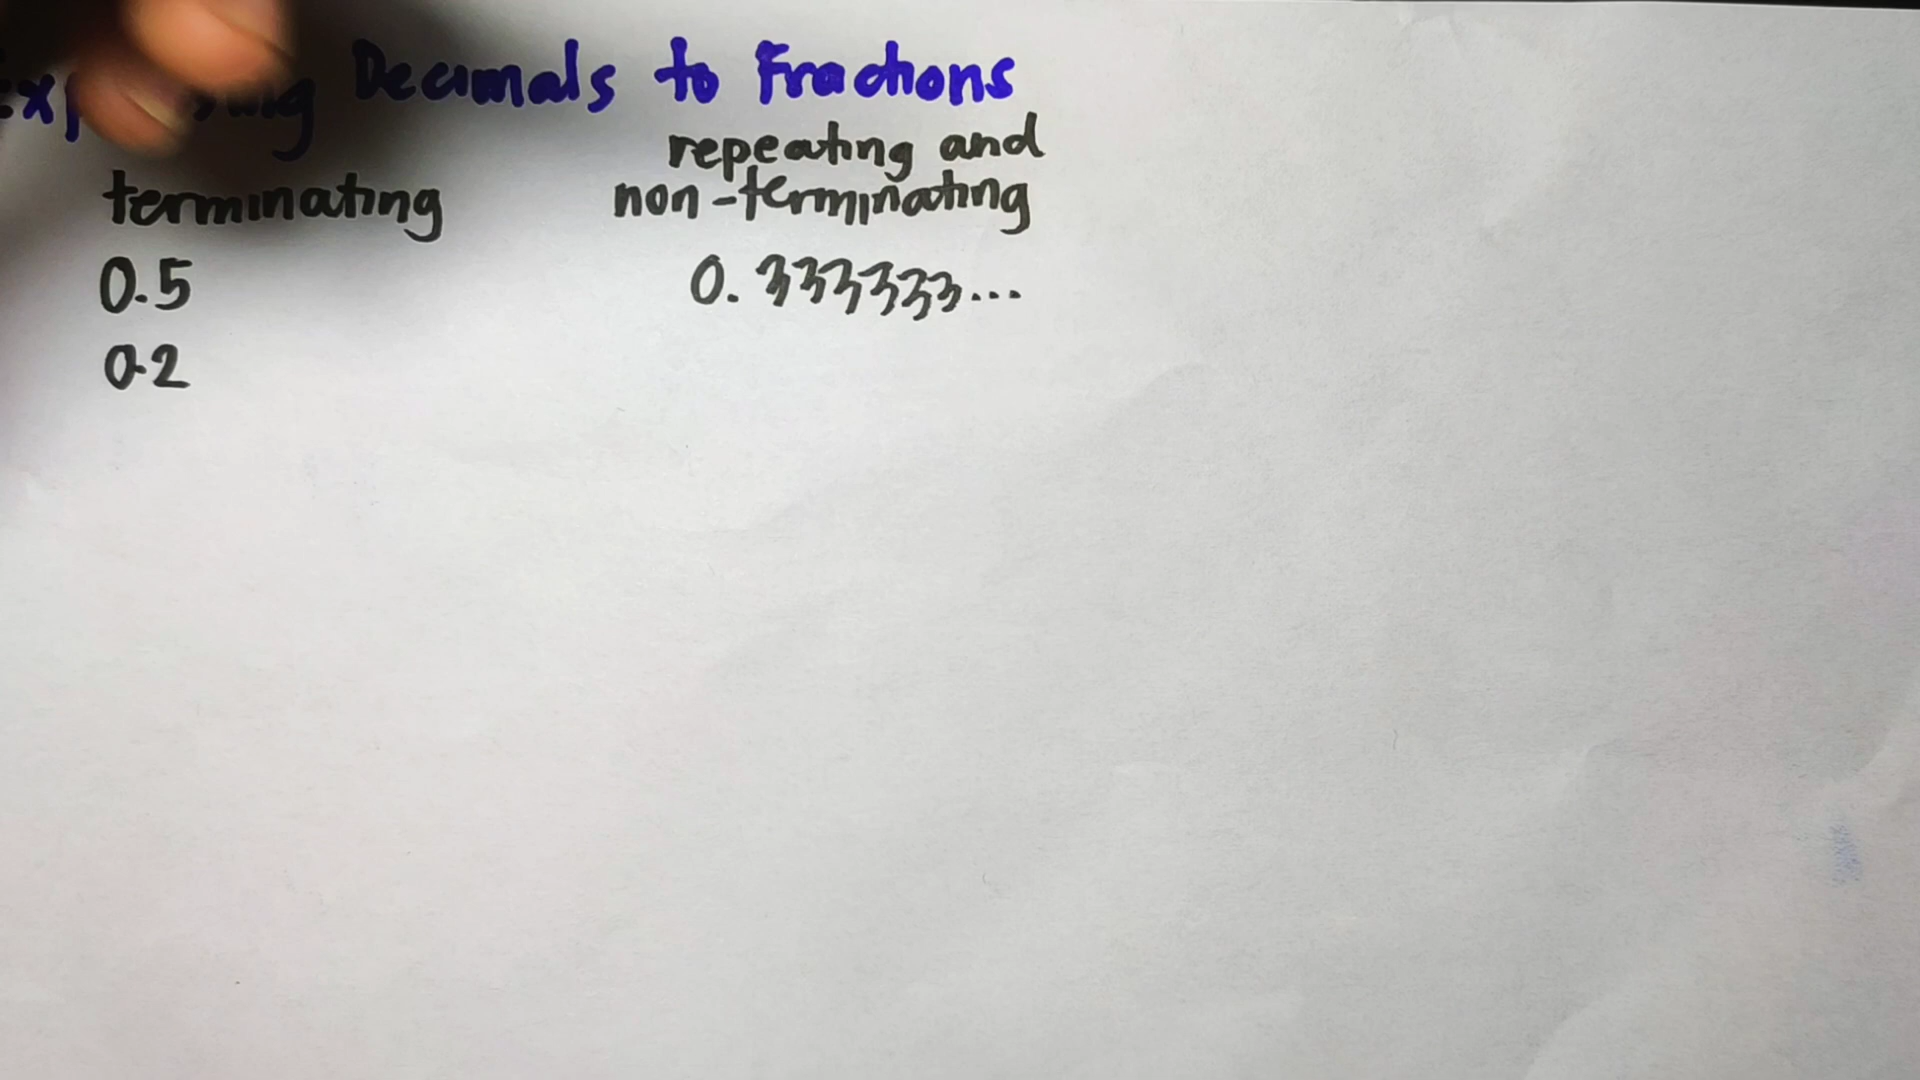 Decimals to Fractions
repeating and
terminating non-terminating
0.5 0.333333...
0.2